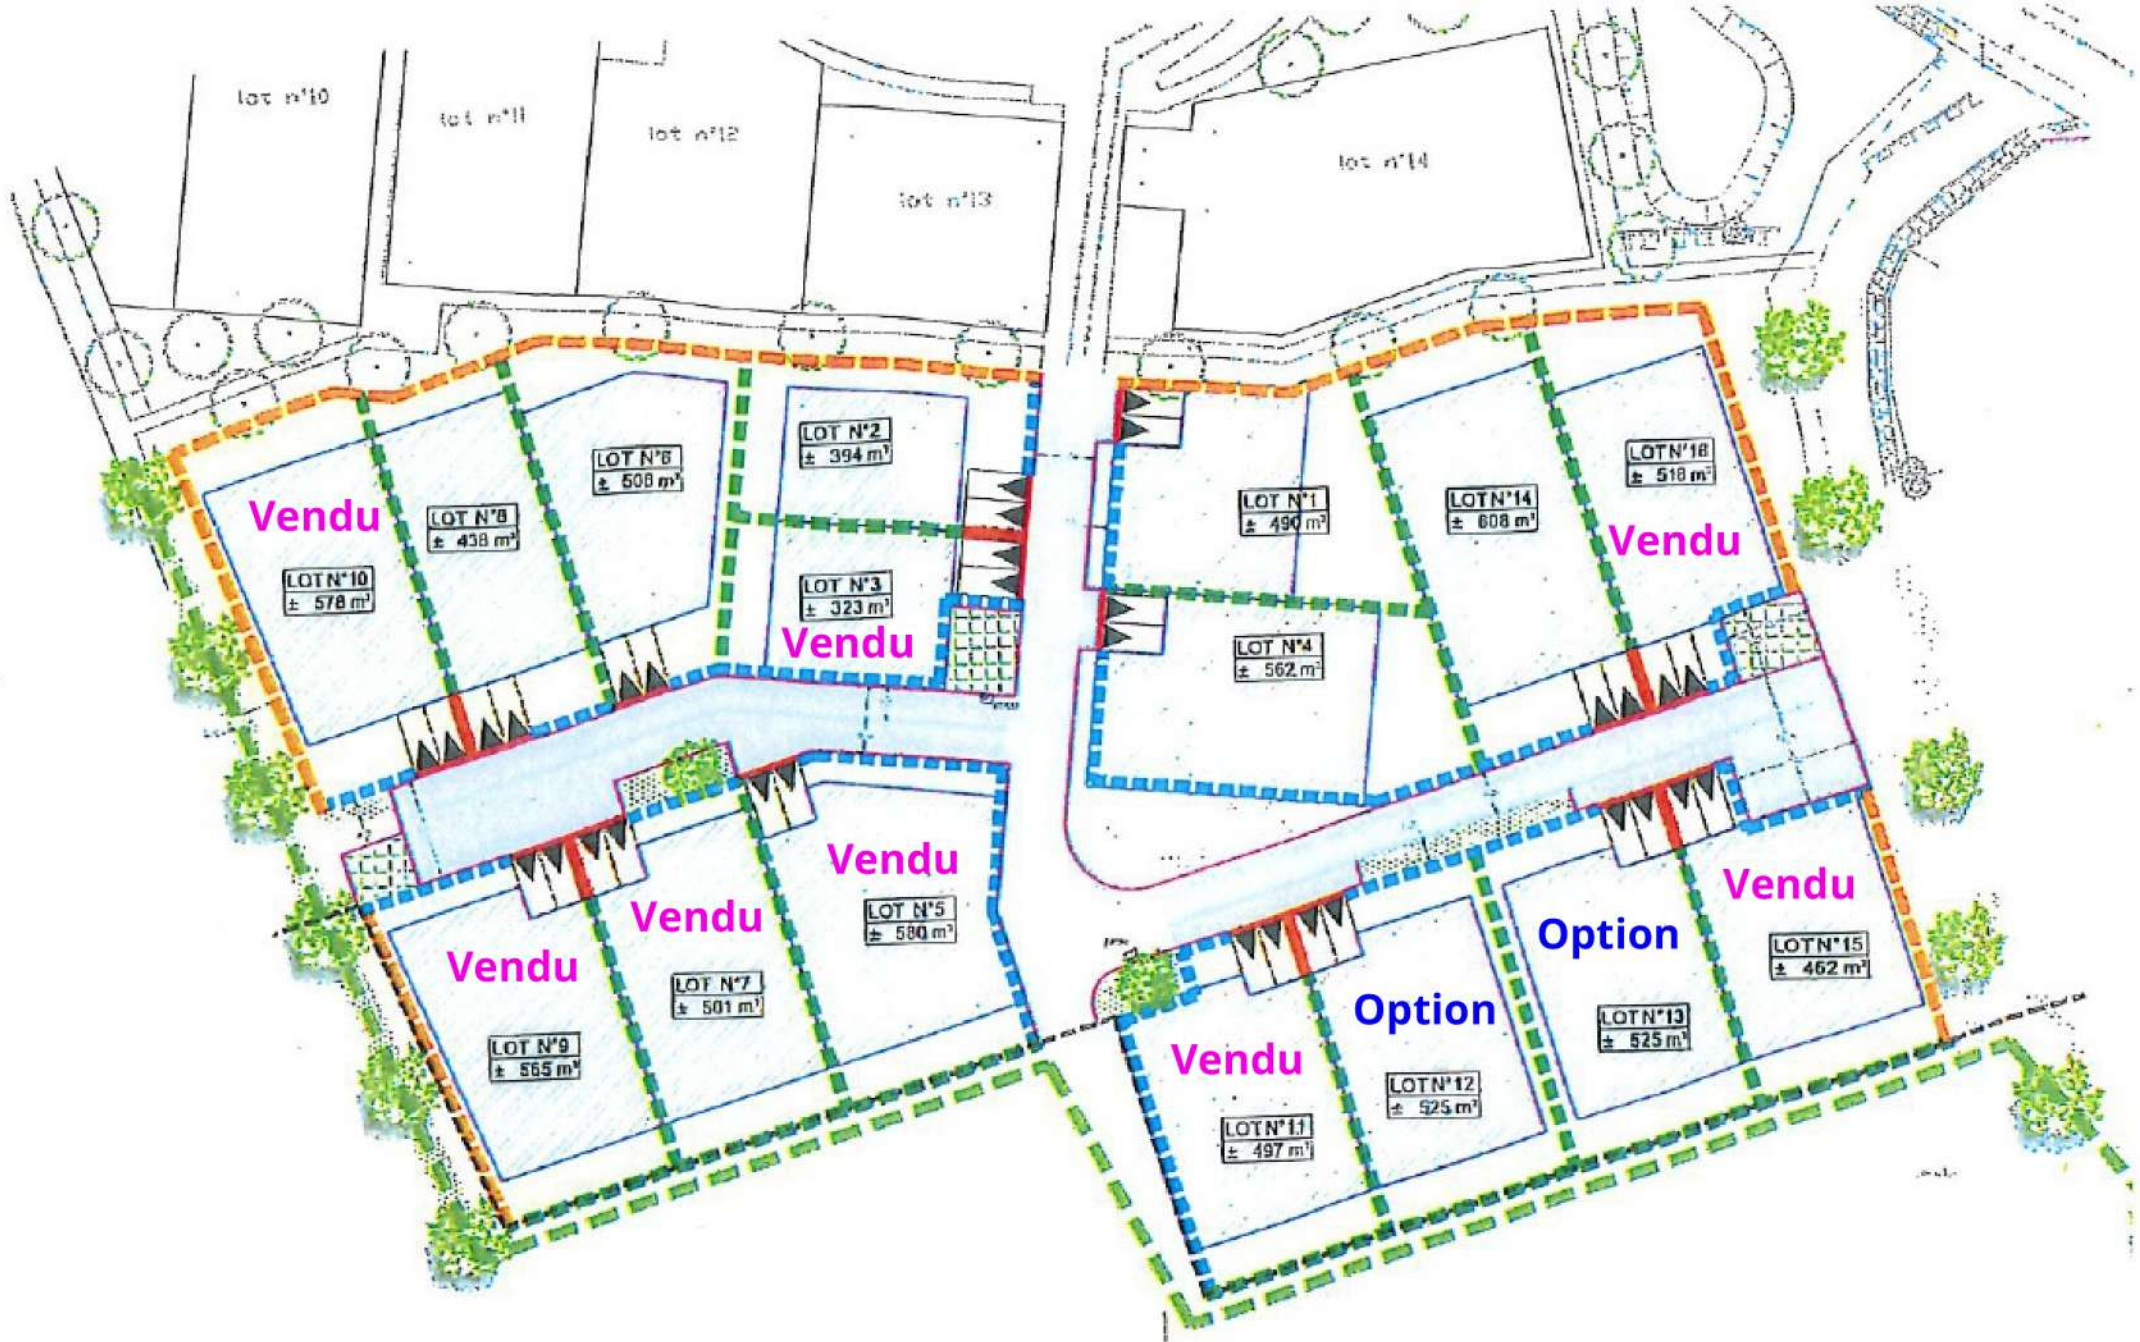 lot n°10
lot n°11
lot n°12
lot n°13
lot n°14
LOT N°2
± 394 m²
LOT N°6
± 508 m²
LOT N°16
± 518 m²
Vendu
LOT N°8
± 438 m²
LOT N°1
± 490 m²
LOT N°14
± 608 m²
Vendu
LOT N°10
± 578 m²
LOT N°3
± 323 m²
Vendu
LOT N°4
± 562 m²
Vendu
LOT N°5
± 580 m²
Vendu
Vendu
LOT N°7
± 501 m²
LOT N°9
± 565 m²
Vendu
LOT N°15
± 462 m²
Option
LOT N°13
± 525 m²
Option
LOT N°12
± 525 m²
Vendu
LOT N°11
± 497 m²